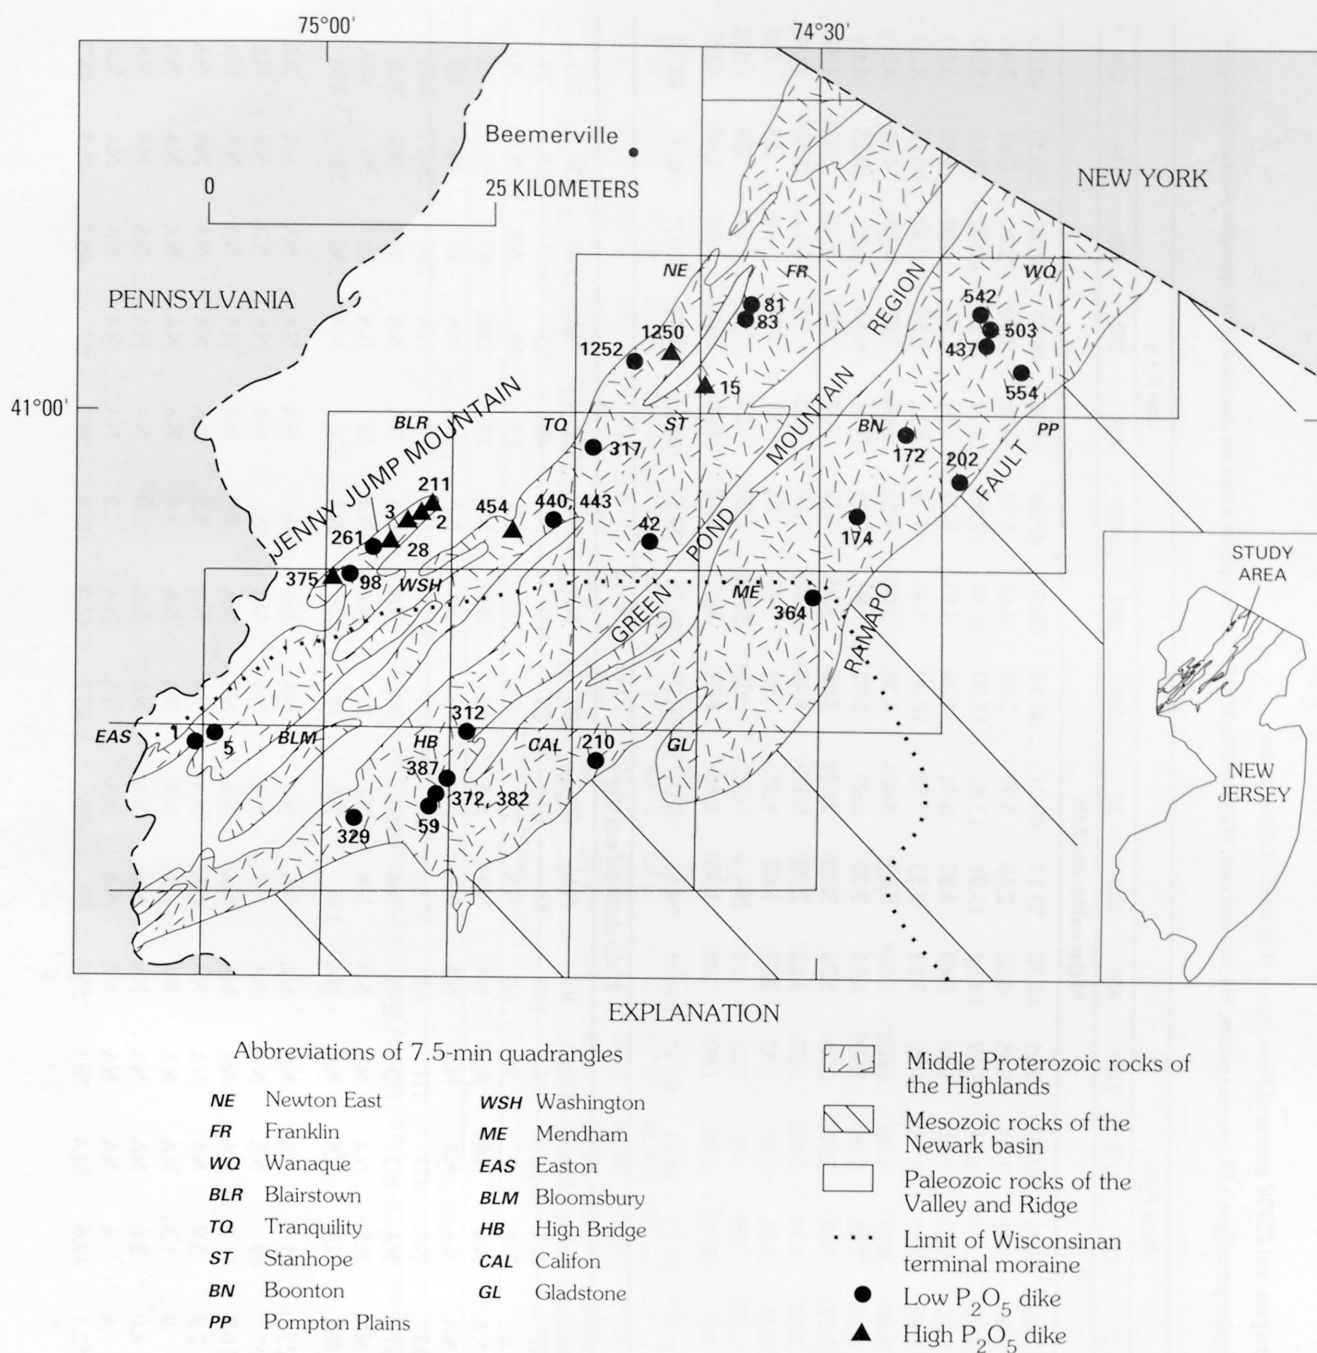 75°00'
74°30'
Beemerville
0
25 KILOMETERS
NEW YORK
PENNSYLVANIA
NE
FR
WQ
REGION
81
83
542
503
437
554
1250
1252
15
41°00'
JENNY JUMP MOUNTAIN
BLR
TQ
ST
MOUNTAIN
BN
PP
317
172
202
FAULT
211
3
2
454
440, 443
42
POND
174
261
28
375
98
WSH
GREEN
ME
364
RAMAPO
STUDY
AREA
EAS
1
5
BLM
312
HB
CAL
210
GL
387
372, 382
59
329
NEW
JERSEY
EXPLANATION
Abbreviations of 7.5-min quadrangles
NE Newton East
FR Franklin
WQ Wanaque
BLR Blairstown
TQ Tranquility
ST Stanhope
BN Boonton
PP Pompton Plains
WSH Washington
ME Mendham
EAS Easton
BLM Bloomsbury
HB High Bridge
CAL Califon
GL Gladstone
Middle Proterozoic rocks of
the Highlands
Mesozoic rocks of the
Newark basin
Paleozoic rocks of the
Valley and Ridge
Limit of Wisconsinan
terminal moraine
Low P₂O₅ dike
High P₂O₅ dike